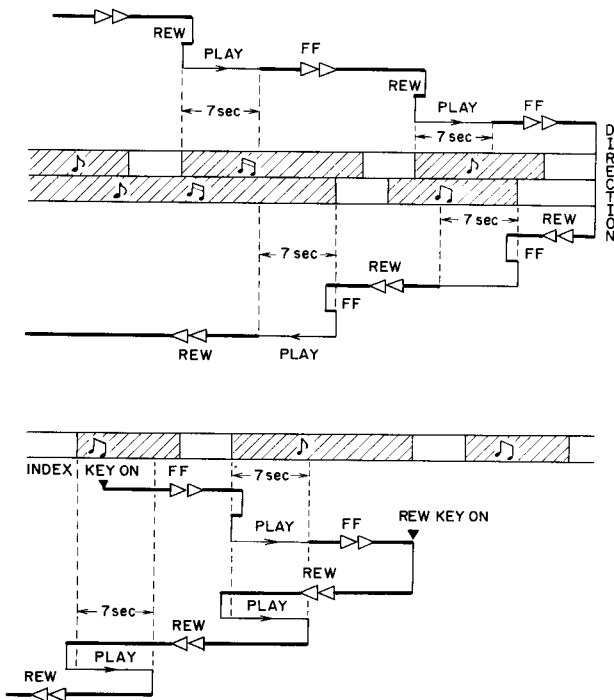 REW
PLAY
FF
7 sec
REW
PLAY
FF
7 sec
DIRECTION
REW
FF
7 sec
7 sec
REW
FF
REW
PLAY
INDEX KEY ON
FF
7 sec
PLAY
FF
REW KEY ON
REW
PLAY
7 sec
REW
PLAY
REW